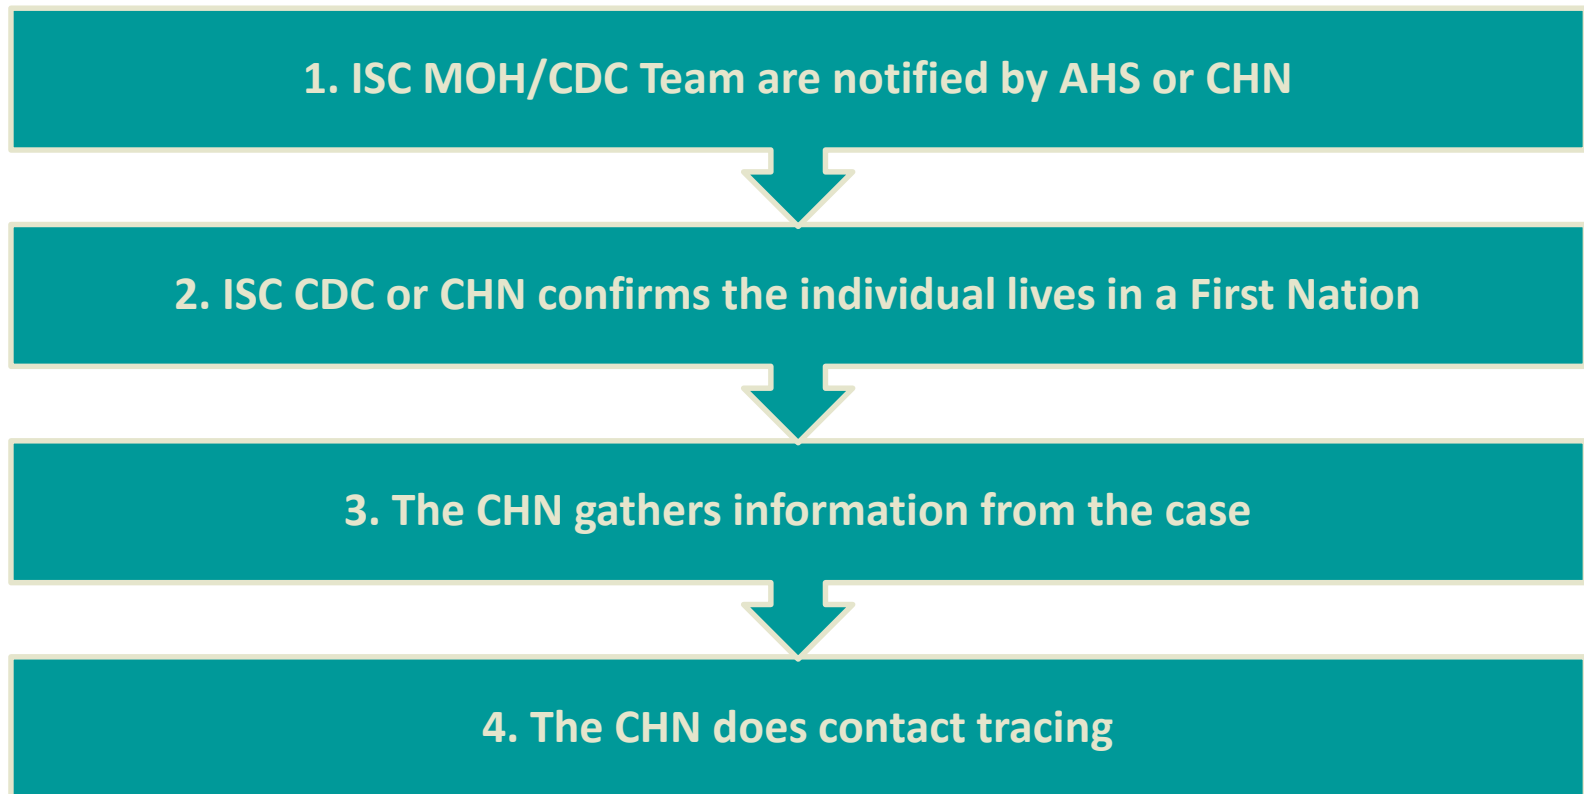 1. ISC MOH/CDC Team are notified by AHS or CHN
2. ISC CDC or CHN confirms the individual lives in a First Nation
3. The CHN gathers information from the case
4. The CHN does contact tracing